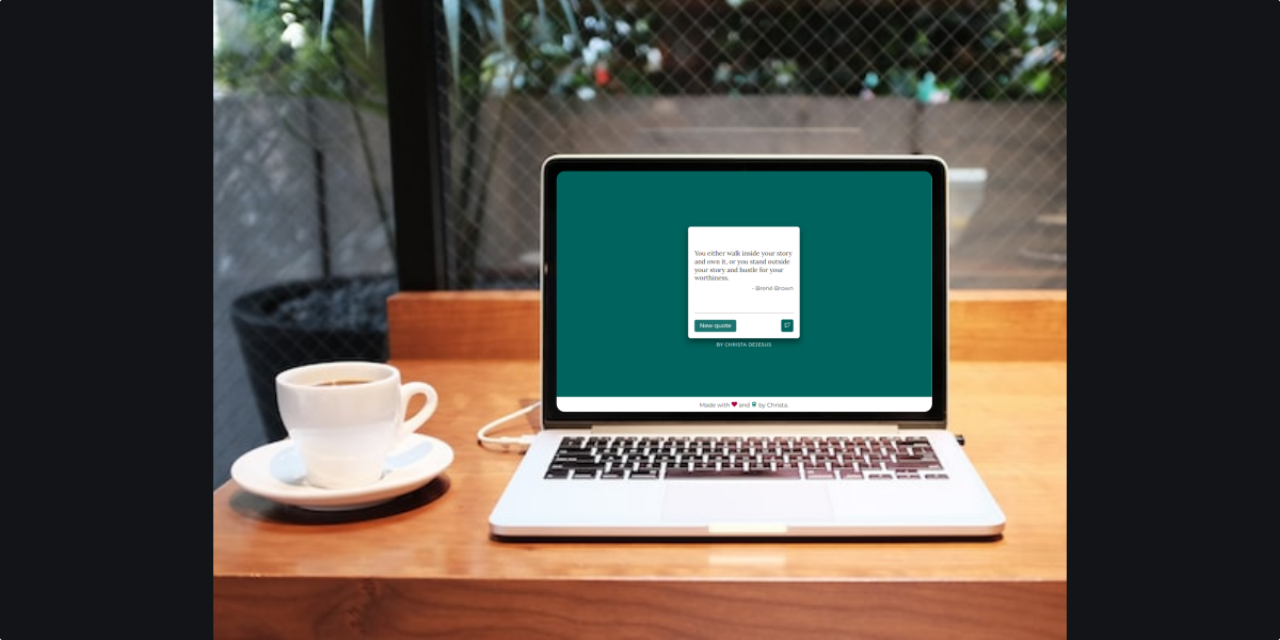 You either walk inside your story
and own it, or you stand outside
your story and hustle for your
worthiness.
- Brené Brown
New quote
BY CHRISTA DEJESUS
Made with ❤ and 📱 by Christa.